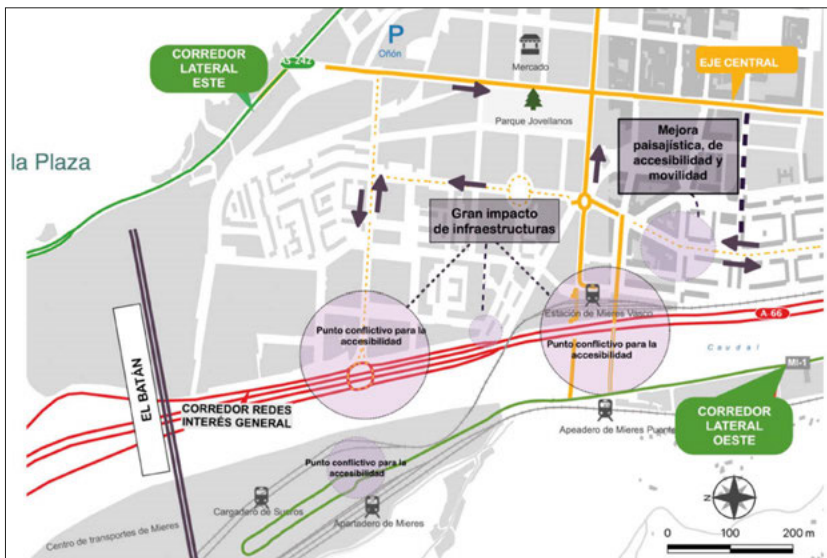 P
Oñón
CORREDOR
LATERAL
ESTE
AS-242
Mercado
EJE CENTRAL
Parque Jovellanos
Mejora
paisajística, de
accesibilidad y
movilidad
la Plaza
Gran impacto
de infraestructuras
Estación de Mieres Vasco
A-66
Punto conflictivo para la
accesibilidad
Punto conflictivo para la
accesibilidad
Caudal
MI-1
EL BATÁN
CORREDOR REDES
INTERÉS GENERAL
CORREDOR
LATERAL
OESTE
Apeadero de Mieres Puente
Punto conflictivo para la
accesibilidad
Cargadero de Sueros
Apartadero de Mieres
Centro de transportes de Mieres
N
0 100 200 m